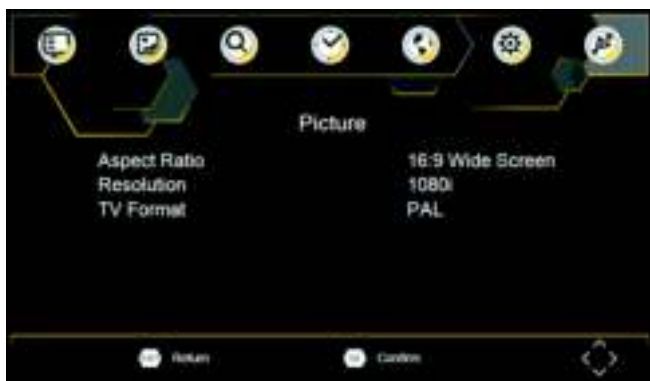 Picture
Aspect Ratio 16:9 Wide Screen
Resolution 1080i
TV Format PAL
Return Confirm